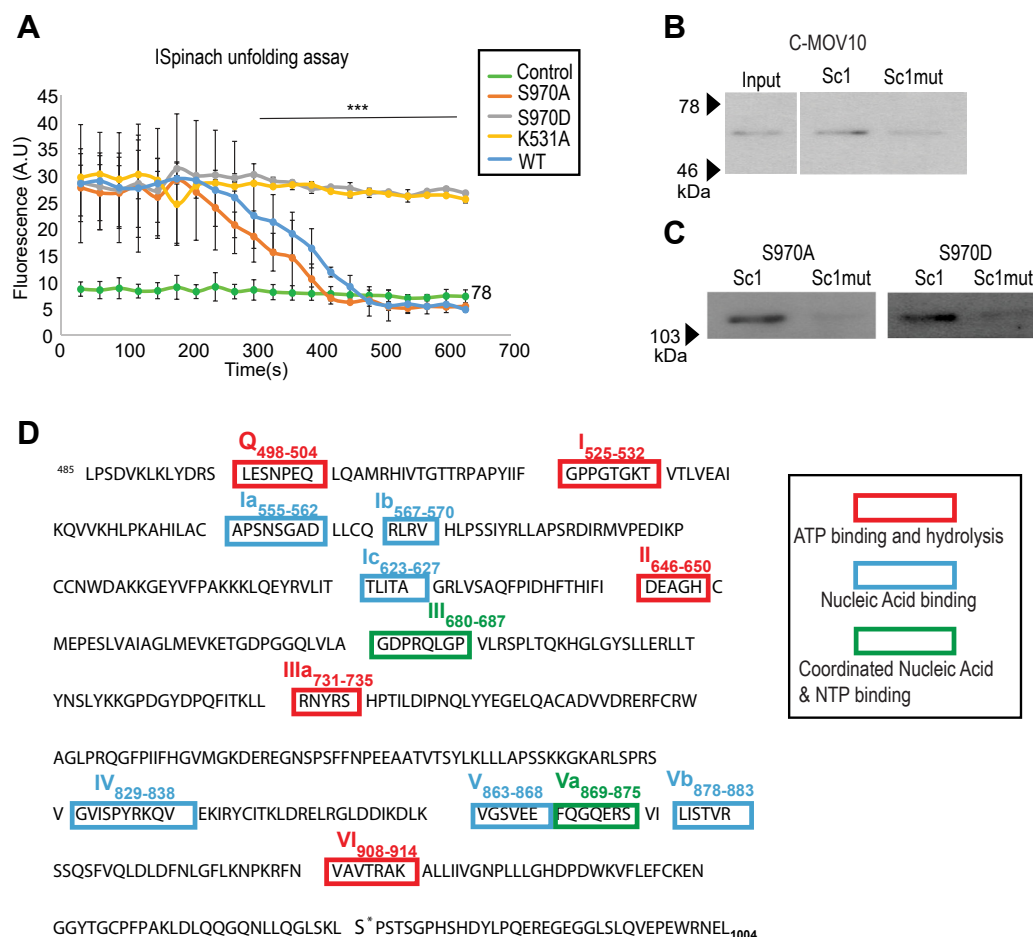 A
ISpinach unfolding assay
Control
S970A
S970D
K531A
WT
***
45
40
35
30
25
20
15
10
5
0
Fluorescence (A.U)
78
0 100 200 300 400 500 600 700
Time(s)
B
C-MOV10
Input Sc1 Sc1mut
78
46
kDa
C
S970A S970D
Sc1 Sc1mut Sc1 Sc1mut
103
kDa
D
Q498-504 I525-532
485 LPSDVKLKLYDRS LESNPEQ LQAMRHIVTGTTRPAPYIIF GPPGTGKT VTLVEAI
Ia555-562 Ib567-570
KQVVKHLPKAHILAC APSNSGAD LLCQ RLRV HLPSSIYRLLAPSRDIRMVPEDIKP
Ic623-627 II646-650
CCNWDAKKGEYVFPAKKKLQEYRVLIT TLITA GRLVSAQFPIDHFTHIFI DEAGH C
III680-687
MEPESLVAIAGLMEVKETGDPGGQLVLA GDPRQLGP VLRSPLTQKHGLGYSLLERLLT
IIIa731-735
YNSLYKKGPDGYDPQFITKLL RNYRS HPTILDIPNQLYYEGELQACADVVDRERFCRW
AGLPRQGFPIIFHGVMGKDEREGNSPSFFNPEEAATVTSYLKLLLAPSSKKGKARLSPRS
IV829-838 V863-868 Va869-875 Vb878-883
V GVISPYRKQV EKIRYCITKLDRELRGLDDIKDLK VGSVEE FQGQERS VI LISTVR
VI908-914
SSQSFVQLDLDFNLGFLKNPKRFN VAVTRAK ALLIIVGNPLLLGHDPDWKVFLEFCKEN
GGYTGCPFPAKLDLQQGQNLLQGLSKL S* PSTSGPHSHDYLPQEREGEGGLSLQVEPEWRNEL1004
ATP binding and hydrolysis
Nucleic Acid binding
Coordinated Nucleic Acid
& NTP binding